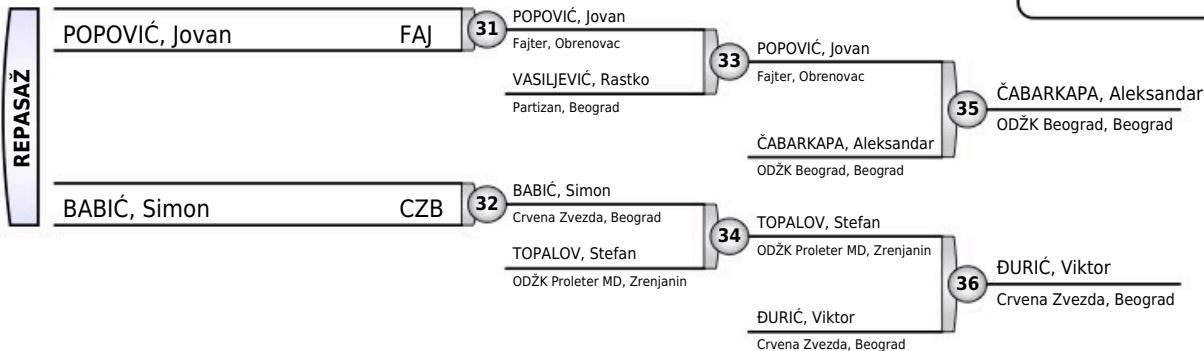 REPASAŽ
POPOVIĆ, Jovan FAJ
31
POPOVIĆ, Jovan
Fajter, Obrenovac
VASILJEVIĆ, Rastko
Partizan, Beograd
33
POPOVIĆ, Jovan
Fajter, Obrenovac
ČABARKAPA, Aleksandar
ODŽK Beograd, Beograd
35
ČABARKAPA, Aleksandar
ODŽK Beograd, Beograd
BABIĆ, Simon CZB
32
BABIĆ, Simon
Crvena Zvezda, Beograd
TOPALOV, Stefan
ODŽK Proleter MD, Zrenjanin
34
TOPALOV, Stefan
ODŽK Proleter MD, Zrenjanin
ĐURIĆ, Viktor
Crvena Zvezda, Beograd
36
ĐURIĆ, Viktor
Crvena Zvezda, Beograd